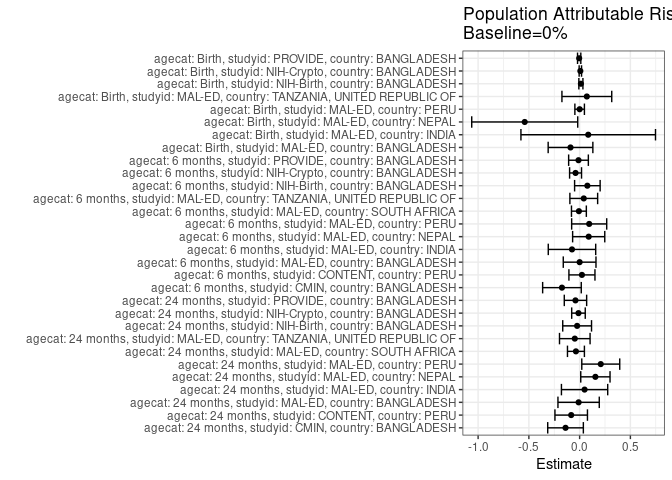 Population Attributable Ris
Baseline=0%
agecat: Birth, studyid: PROVIDE, country: BANGLADESH
agecat: Birth, studyid: NIH-Crypto, country: BANGLADESH
agecat: Birth, studyid: NIH-Birth, country: BANGLADESH
agecat: Birth, studyid: MAL-ED, country: TANZANIA, UNITED REPUBLIC OF
agecat: Birth, studyid: MAL-ED, country: PERU
agecat: Birth, studyid: MAL-ED, country: NEPAL
agecat: Birth, studyid: MAL-ED, country: INDIA
agecat: Birth, studyid: MAL-ED, country: BANGLADESH
agecat: 6 months, studyid: PROVIDE, country: BANGLADESH
agecat: 6 months, studyid: NIH-Crypto, country: BANGLADESH
agecat: 6 months, studyid: NIH-Birth, country: BANGLADESH
agecat: 6 months, studyid: MAL-ED, country: TANZANIA, UNITED REPUBLIC OF
agecat: 6 months, studyid: MAL-ED, country: SOUTH AFRICA
agecat: 6 months, studyid: MAL-ED, country: PERU
agecat: 6 months, studyid: MAL-ED, country: NEPAL
agecat: 6 months, studyid: MAL-ED, country: INDIA
agecat: 6 months, studyid: MAL-ED, country: BANGLADESH
agecat: 6 months, studyid: CONTENT, country: PERU
agecat: 6 months, studyid: CMIN, country: BANGLADESH
agecat: 24 months, studyid: PROVIDE, country: BANGLADESH
agecat: 24 months, studyid: NIH-Crypto, country: BANGLADESH
agecat: 24 months, studyid: NIH-Birth, country: BANGLADESH
agecat: 24 months, studyid: MAL-ED, country: TANZANIA, UNITED REPUBLIC OF
agecat: 24 months, studyid: MAL-ED, country: SOUTH AFRICA
agecat: 24 months, studyid: MAL-ED, country: PERU
agecat: 24 months, studyid: MAL-ED, country: NEPAL
agecat: 24 months, studyid: MAL-ED, country: INDIA
agecat: 24 months, studyid: MAL-ED, country: BANGLADESH
agecat: 24 months, studyid: CONTENT, country: PERU
agecat: 24 months, studyid: CMIN, country: BANGLADESH
-1.0 -0.5 0.0 0.5
Estimate